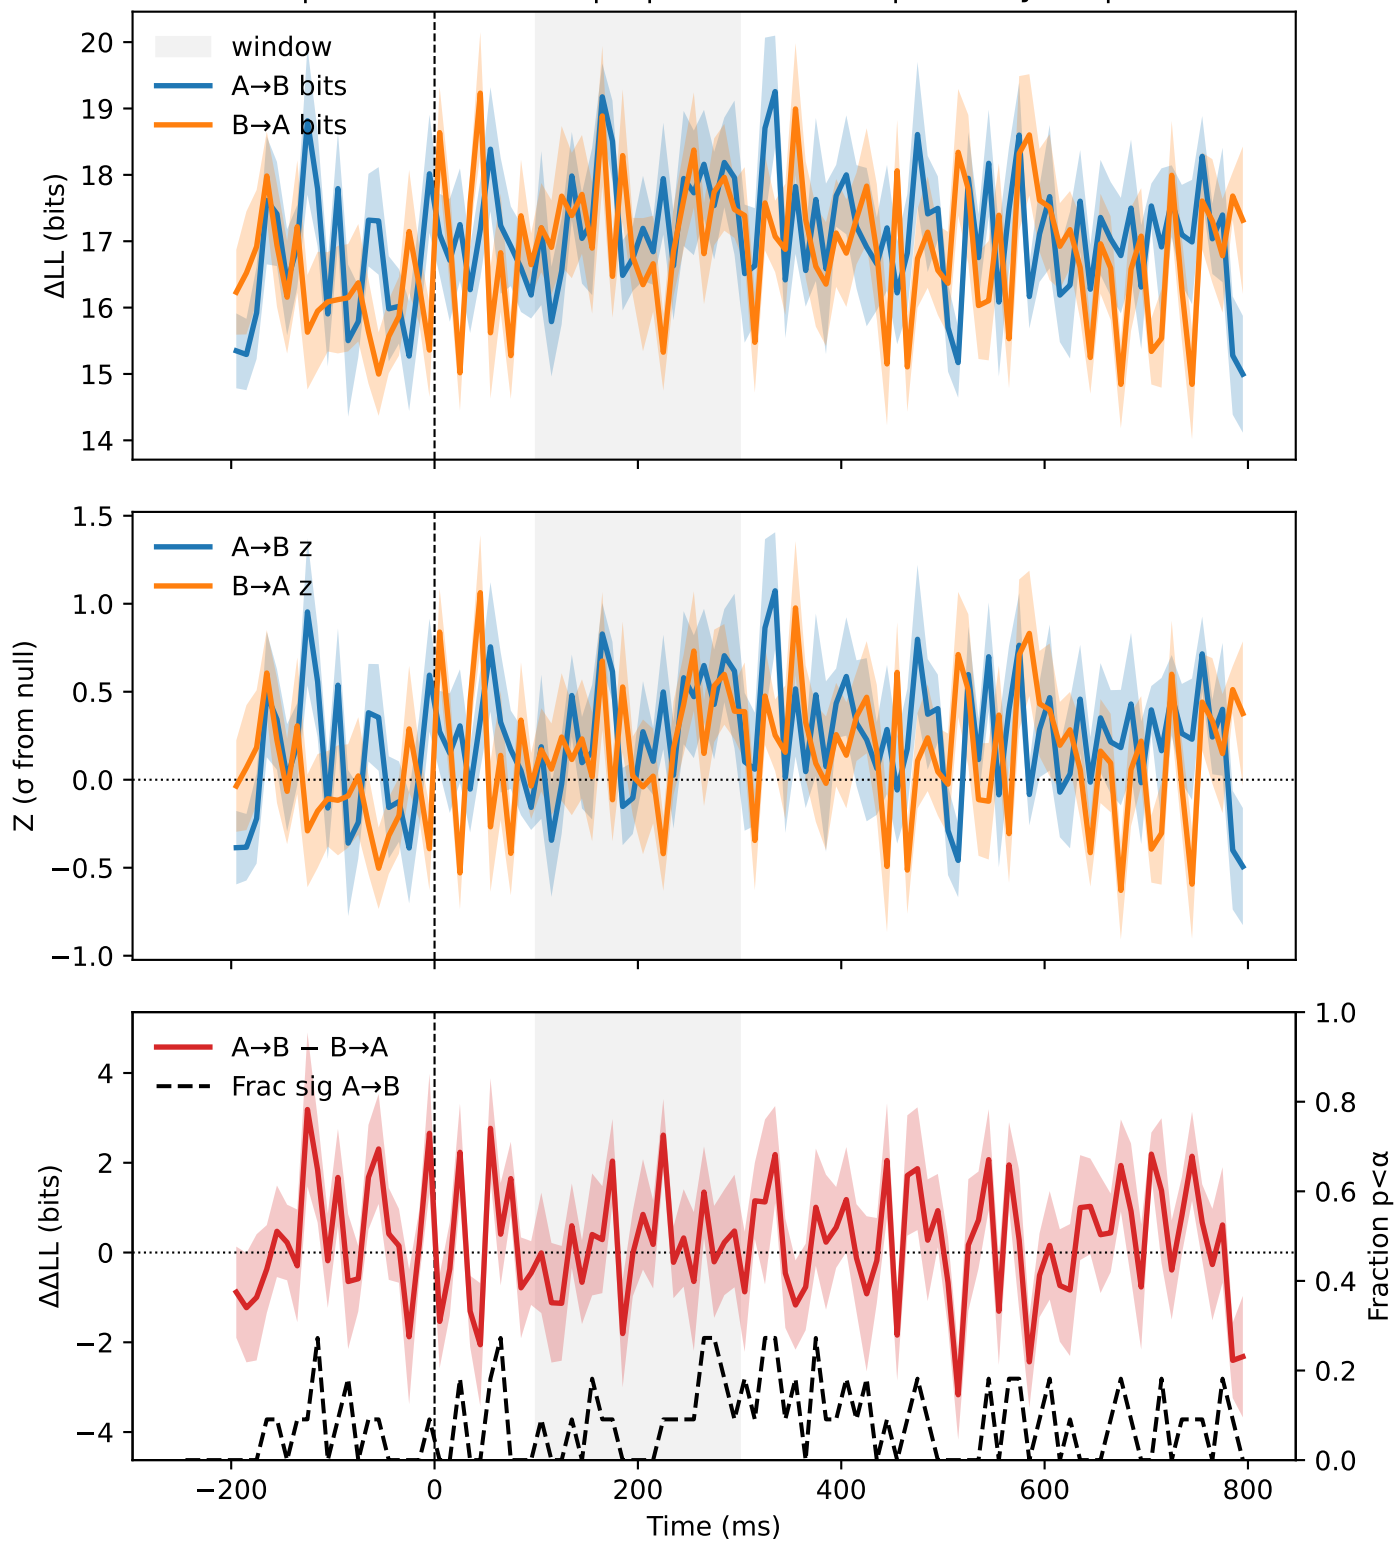 window
A→B bits
B→A bits
ΔLL (bits)
20
19
18
17
16
15
14
A→B z
B→A z
Z (σ from null)
1.5
1.0
0.5
0.0
−0.5
−1.0
A→B − B→A
Frac sig A→B
ΔΔLL (bits)
4
2
0
−2
−4
1.0
0.8
0.6
0.4
0.2
0.0
Fraction p<α
−200
0
200
400
600
800
Time (ms)